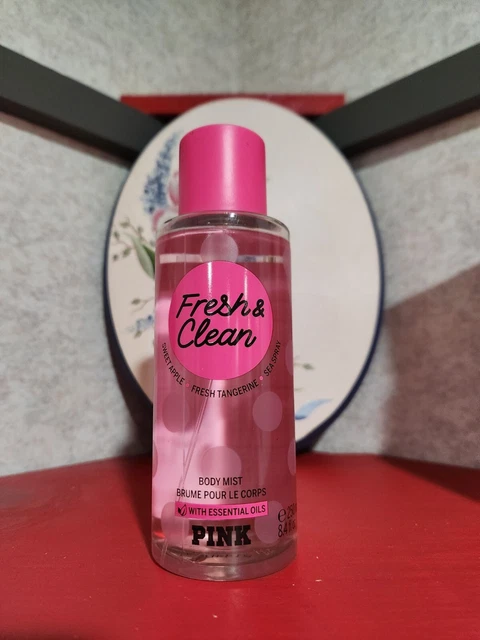 Fresh &
Clean
SWEET APPLE • FRESH TANGERINE • SEA SPRAY
BODY MIST
BRUME POUR LE CORPS
WITH ESSENTIAL OILS
PINK